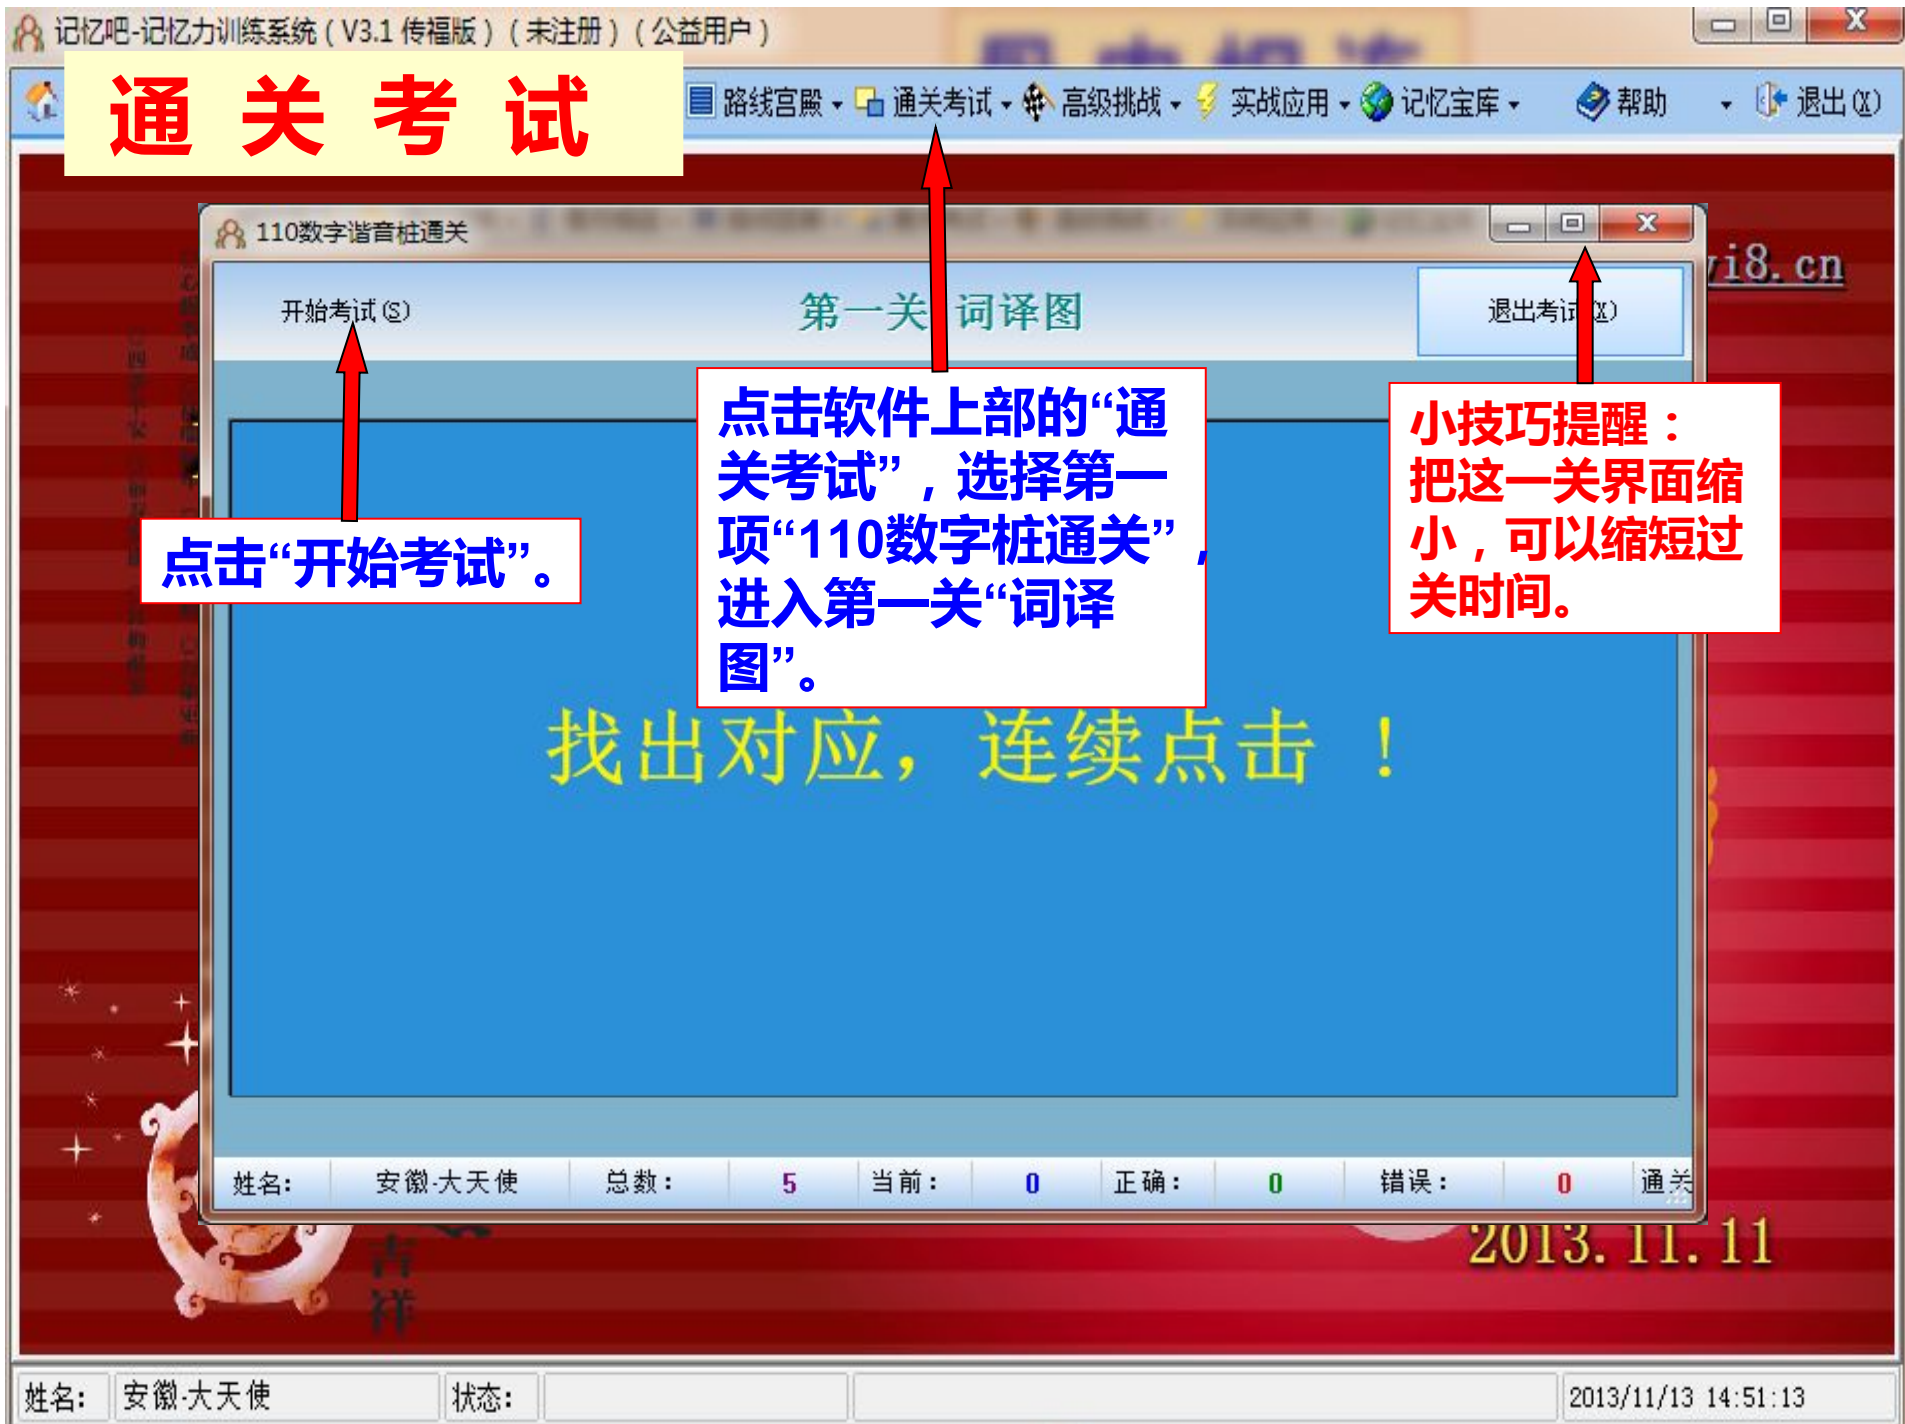 记忆吧-记忆力训练系统（V3.1 传福版）（未注册）（公益用户）
通 关 考 试
路线宫殿 通关考试 高级挑战 实战应用 记忆宝库 帮助 退出(X)
110数字谐音桩通关
yi8.cn
开始考试(S) 第一关 词译图 退出考试(X)
点击软件上部的“通
关考试”，选择第一
项“110数字桩通关”，
进入第一关“词译
图”。
小技巧提醒：
把这一关界面缩
小，可以缩短过
关时间。
点击“开始考试”。
找出对应，连续点击 ！
姓名: 安徽-大天使 总数: 5 当前: 0 正确: 0 错误: 0 通关
2013.11.11
吉
祥
姓名: 安徽-大天使 状态: 2013/11/13 14:51:13